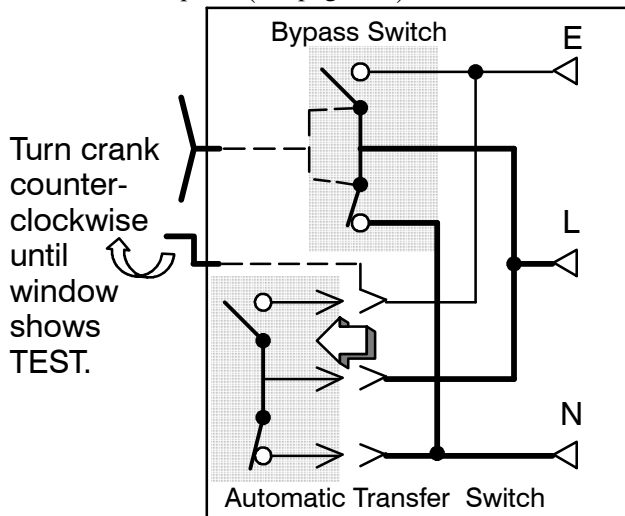 Bypass Switch
E
Turn crank
counter-
clockwise
until
window
shows
TEST.
L
N
Automatic Transfer Switch